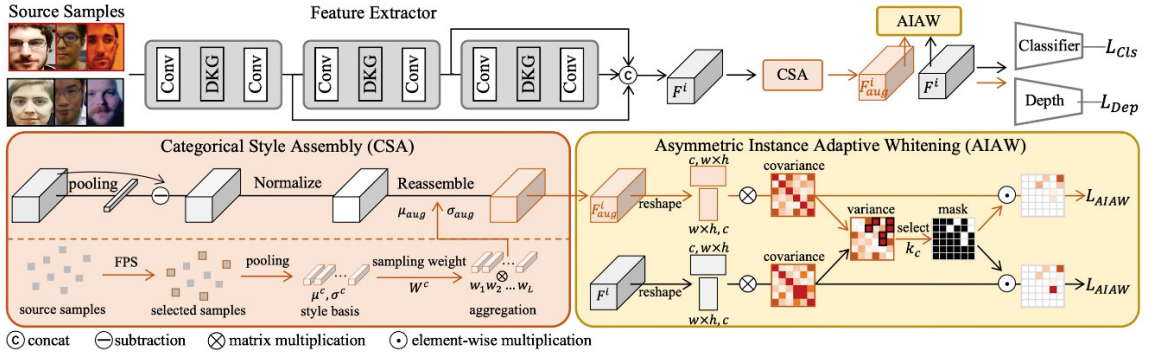 Source Samples
Feature Extractor
Conv
DKG
Conv
Conv
DKG
Conv
Conv
DKG
Conv
C
F^i
CSA
F^i_aug
AIAW
F^i
Classifier
L_Cls
Depth
L_Dep
Categorical Style Assembly (CSA)
pooling
Normalize
Reassemble
μ_aug
σ_aug
FPS
pooling
sampling weight
W^c
source samples
selected samples
μ^c, σ^c
style basis
w_1 w_2 ... w_L
aggregation
Asymmetric Instance Adaptive Whitening (AIAW)
F^i_aug
reshape
c, w×h
w×h, c
covariance
variance
select
k_c
mask
L_AIAW
F^i
reshape
c, w×h
w×h, c
covariance
L_AIAW
C concat
subtraction
matrix multiplication
element-wise multiplication